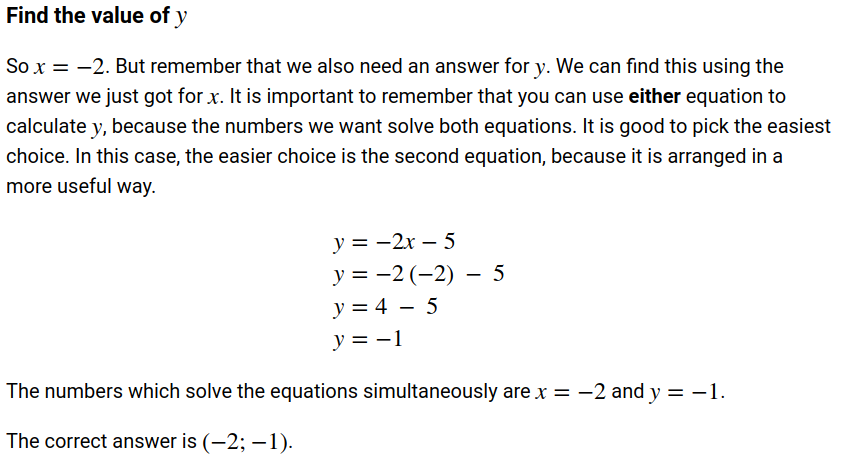 Find the value of y
So x = −2. But remember that we also need an answer for y. We can find this using the
answer we just got for x. It is important to remember that you can use either equation to
calculate y, because the numbers we want solve both equations. It is good to pick the easiest
choice. In this case, the easier choice is the second equation, because it is arranged in a
more useful way.
y = −2x − 5
y = −2 (−2) − 5
y = 4 − 5
y = −1
The numbers which solve the equations simultaneously are x = −2 and y = −1.
The correct answer is (−2; −1).